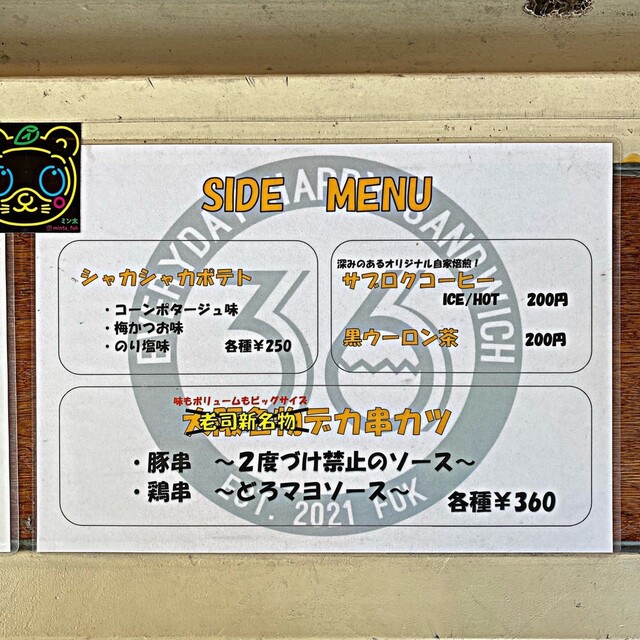 SIDE MENU
EVERYDAY HAPPY SANDWICH
36
EST. 2021 FUK
シャカシャカポテト
・コーンポタージュ味
・梅かつお味
・のり塩味 各種￥250
深みのあるオリジナル自家焙煎！
サブロクコーヒー
ICE/HOT 200円
黒ウーロン茶 200円
味もボリュームもビッグサイズ
老司新名物 デカ串カツ
・豚串 〜２度づけ禁止のソース〜
・鶏串 〜どろマヨソース〜
各種￥360
ミン太